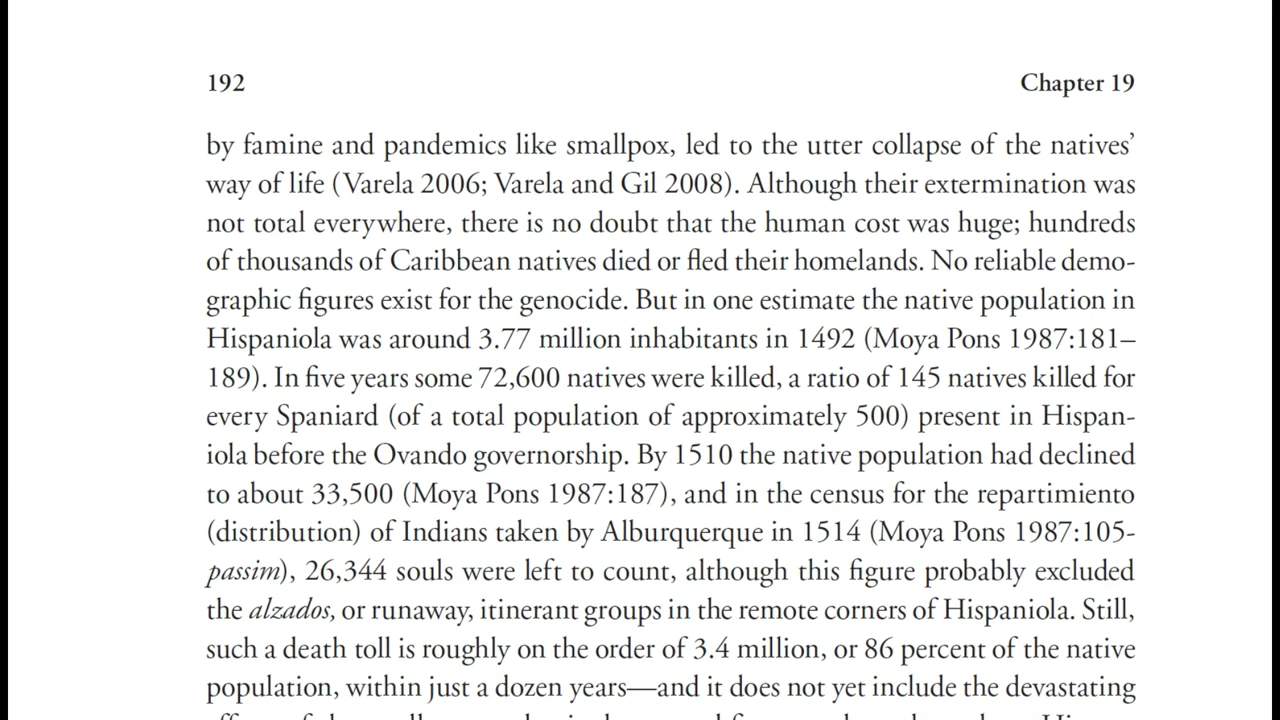 192 Chapter 19
by famine and pandemics like smallpox, led to the utter collapse of the natives’
way of life (Varela 2006; Varela and Gil 2008). Although their extermination was
not total everywhere, there is no doubt that the human cost was huge; hundreds
of thousands of Caribbean natives died or fled their homelands. No reliable demo-
graphic figures exist for the genocide. But in one estimate the native population in
Hispaniola was around 3.77 million inhabitants in 1492 (Moya Pons 1987:181–
189). In five years some 72,600 natives were killed, a ratio of 145 natives killed for
every Spaniard (of a total population of approximately 500) present in Hispan-
iola before the Ovando governorship. By 1510 the native population had declined
to about 33,500 (Moya Pons 1987:187), and in the census for the repartimiento
(distribution) of Indians taken by Alburquerque in 1514 (Moya Pons 1987:105-
passim), 26,344 souls were left to count, although this figure probably excluded
the alzados, or runaway, itinerant groups in the remote corners of Hispaniola. Still,
such a death toll is roughly on the order of 3.4 million, or 86 percent of the native
population, within just a dozen years—and it does not yet include the devastating